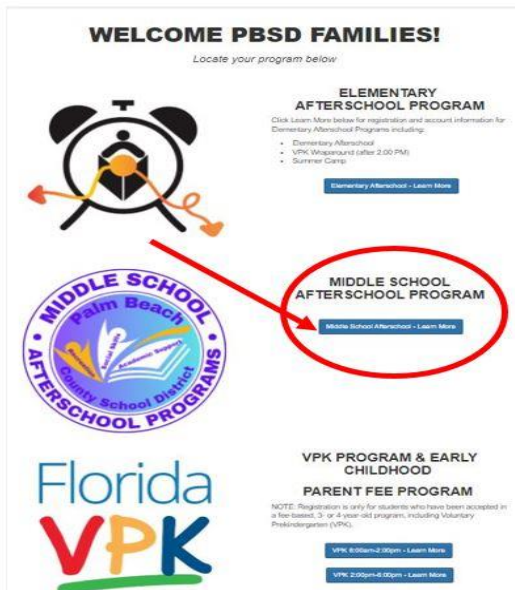 WELCOME PBSD FAMILIES!
Locate your program below
ELEMENTARY
AFTERSCHOOL PROGRAM
Click Learn More below for registration and account information for
Elementary Afterschool Programs including:
• Elementary Afterschool
• VPK Wraparound (after 2:00 PM)
• Summer Camp
Elementary Afterschool - Learn More
MIDDLE SCHOOL
Palm Beach
Recreation
Social Skills
Academic Support
County School District
AFTERSCHOOL PROGRAMS
MIDDLE SCHOOL
AFTERSCHOOL PROGRAM
Middle School Afterschool - Learn More
Florida
VPK
VPK PROGRAM & EARLY
CHILDHOOD
PARENT FEE PROGRAM
NOTE: Registration is only for students who have been accepted in
a fee-based, 3- or 4-year-old program, including Voluntary
Prekindergarten (VPK).
VPK 8:00am-2:00pm - Learn More
VPK 2:00pm-6:00pm - Learn More